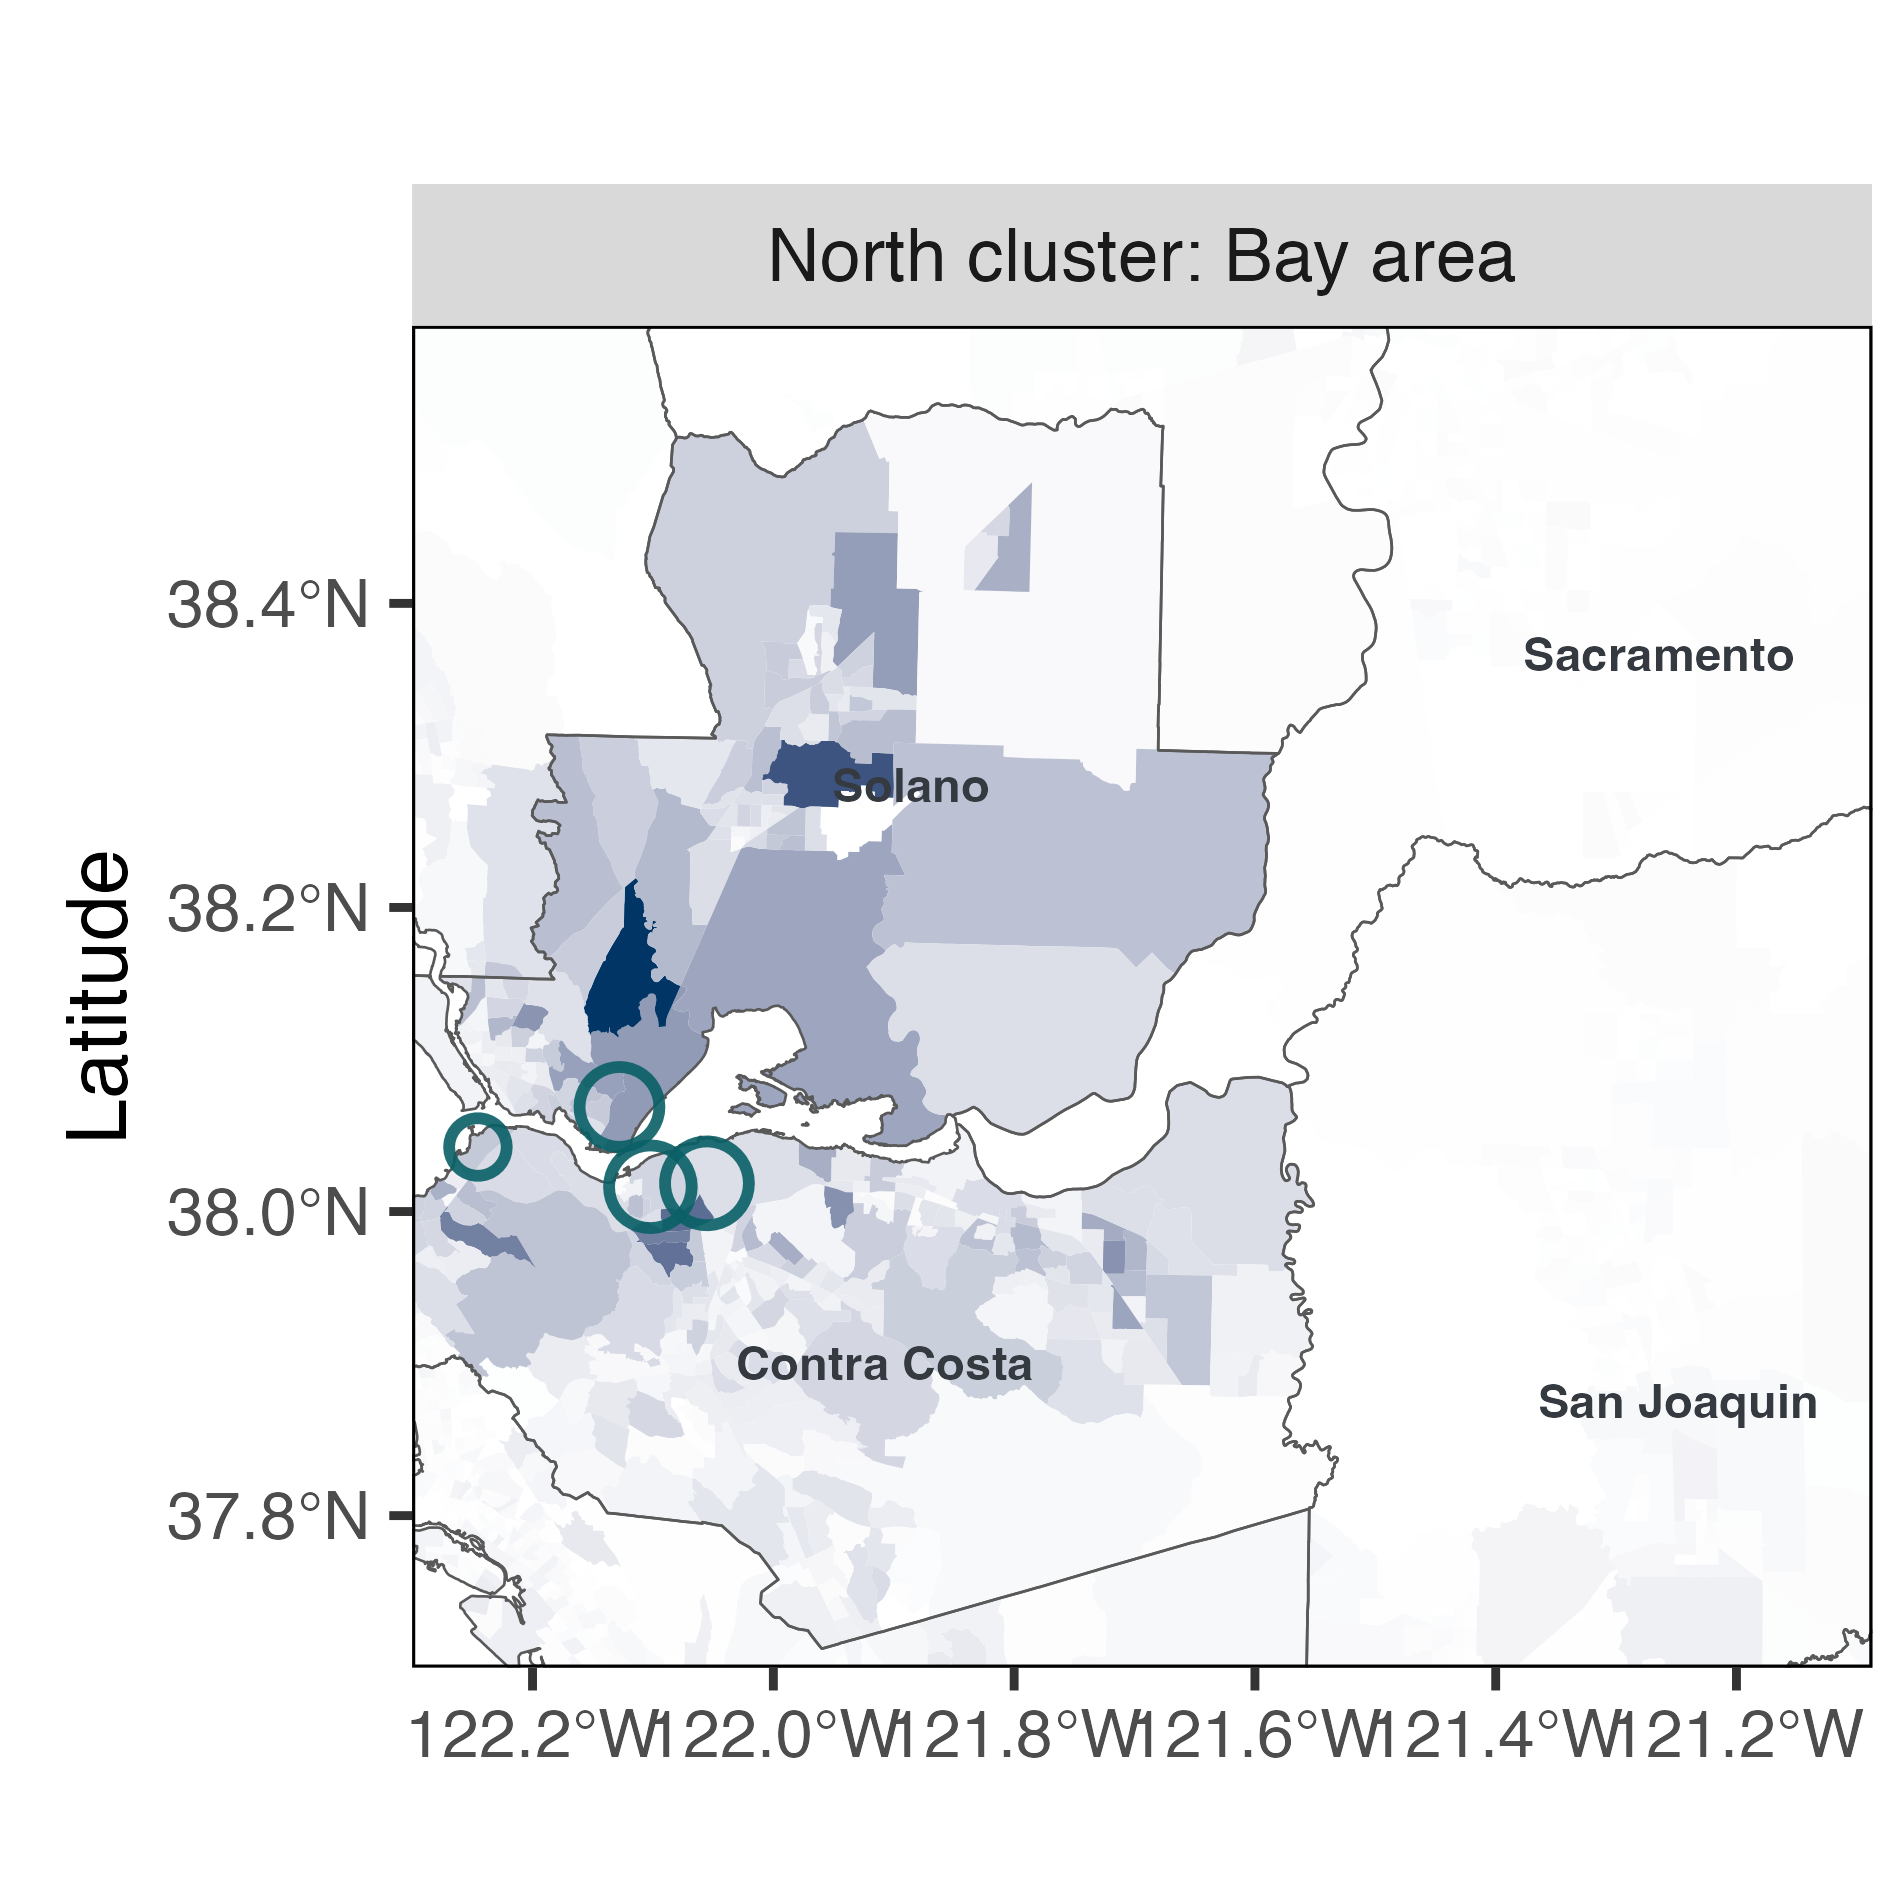 North cluster: Bay area
38.4°N
Sacramento
Solano
38.2°N
Latitude
38.0°N
Contra Costa
San Joaquin
37.8°N
122.2°W
122.0°W
121.8°W
121.6°W
121.4°W
121.2°W